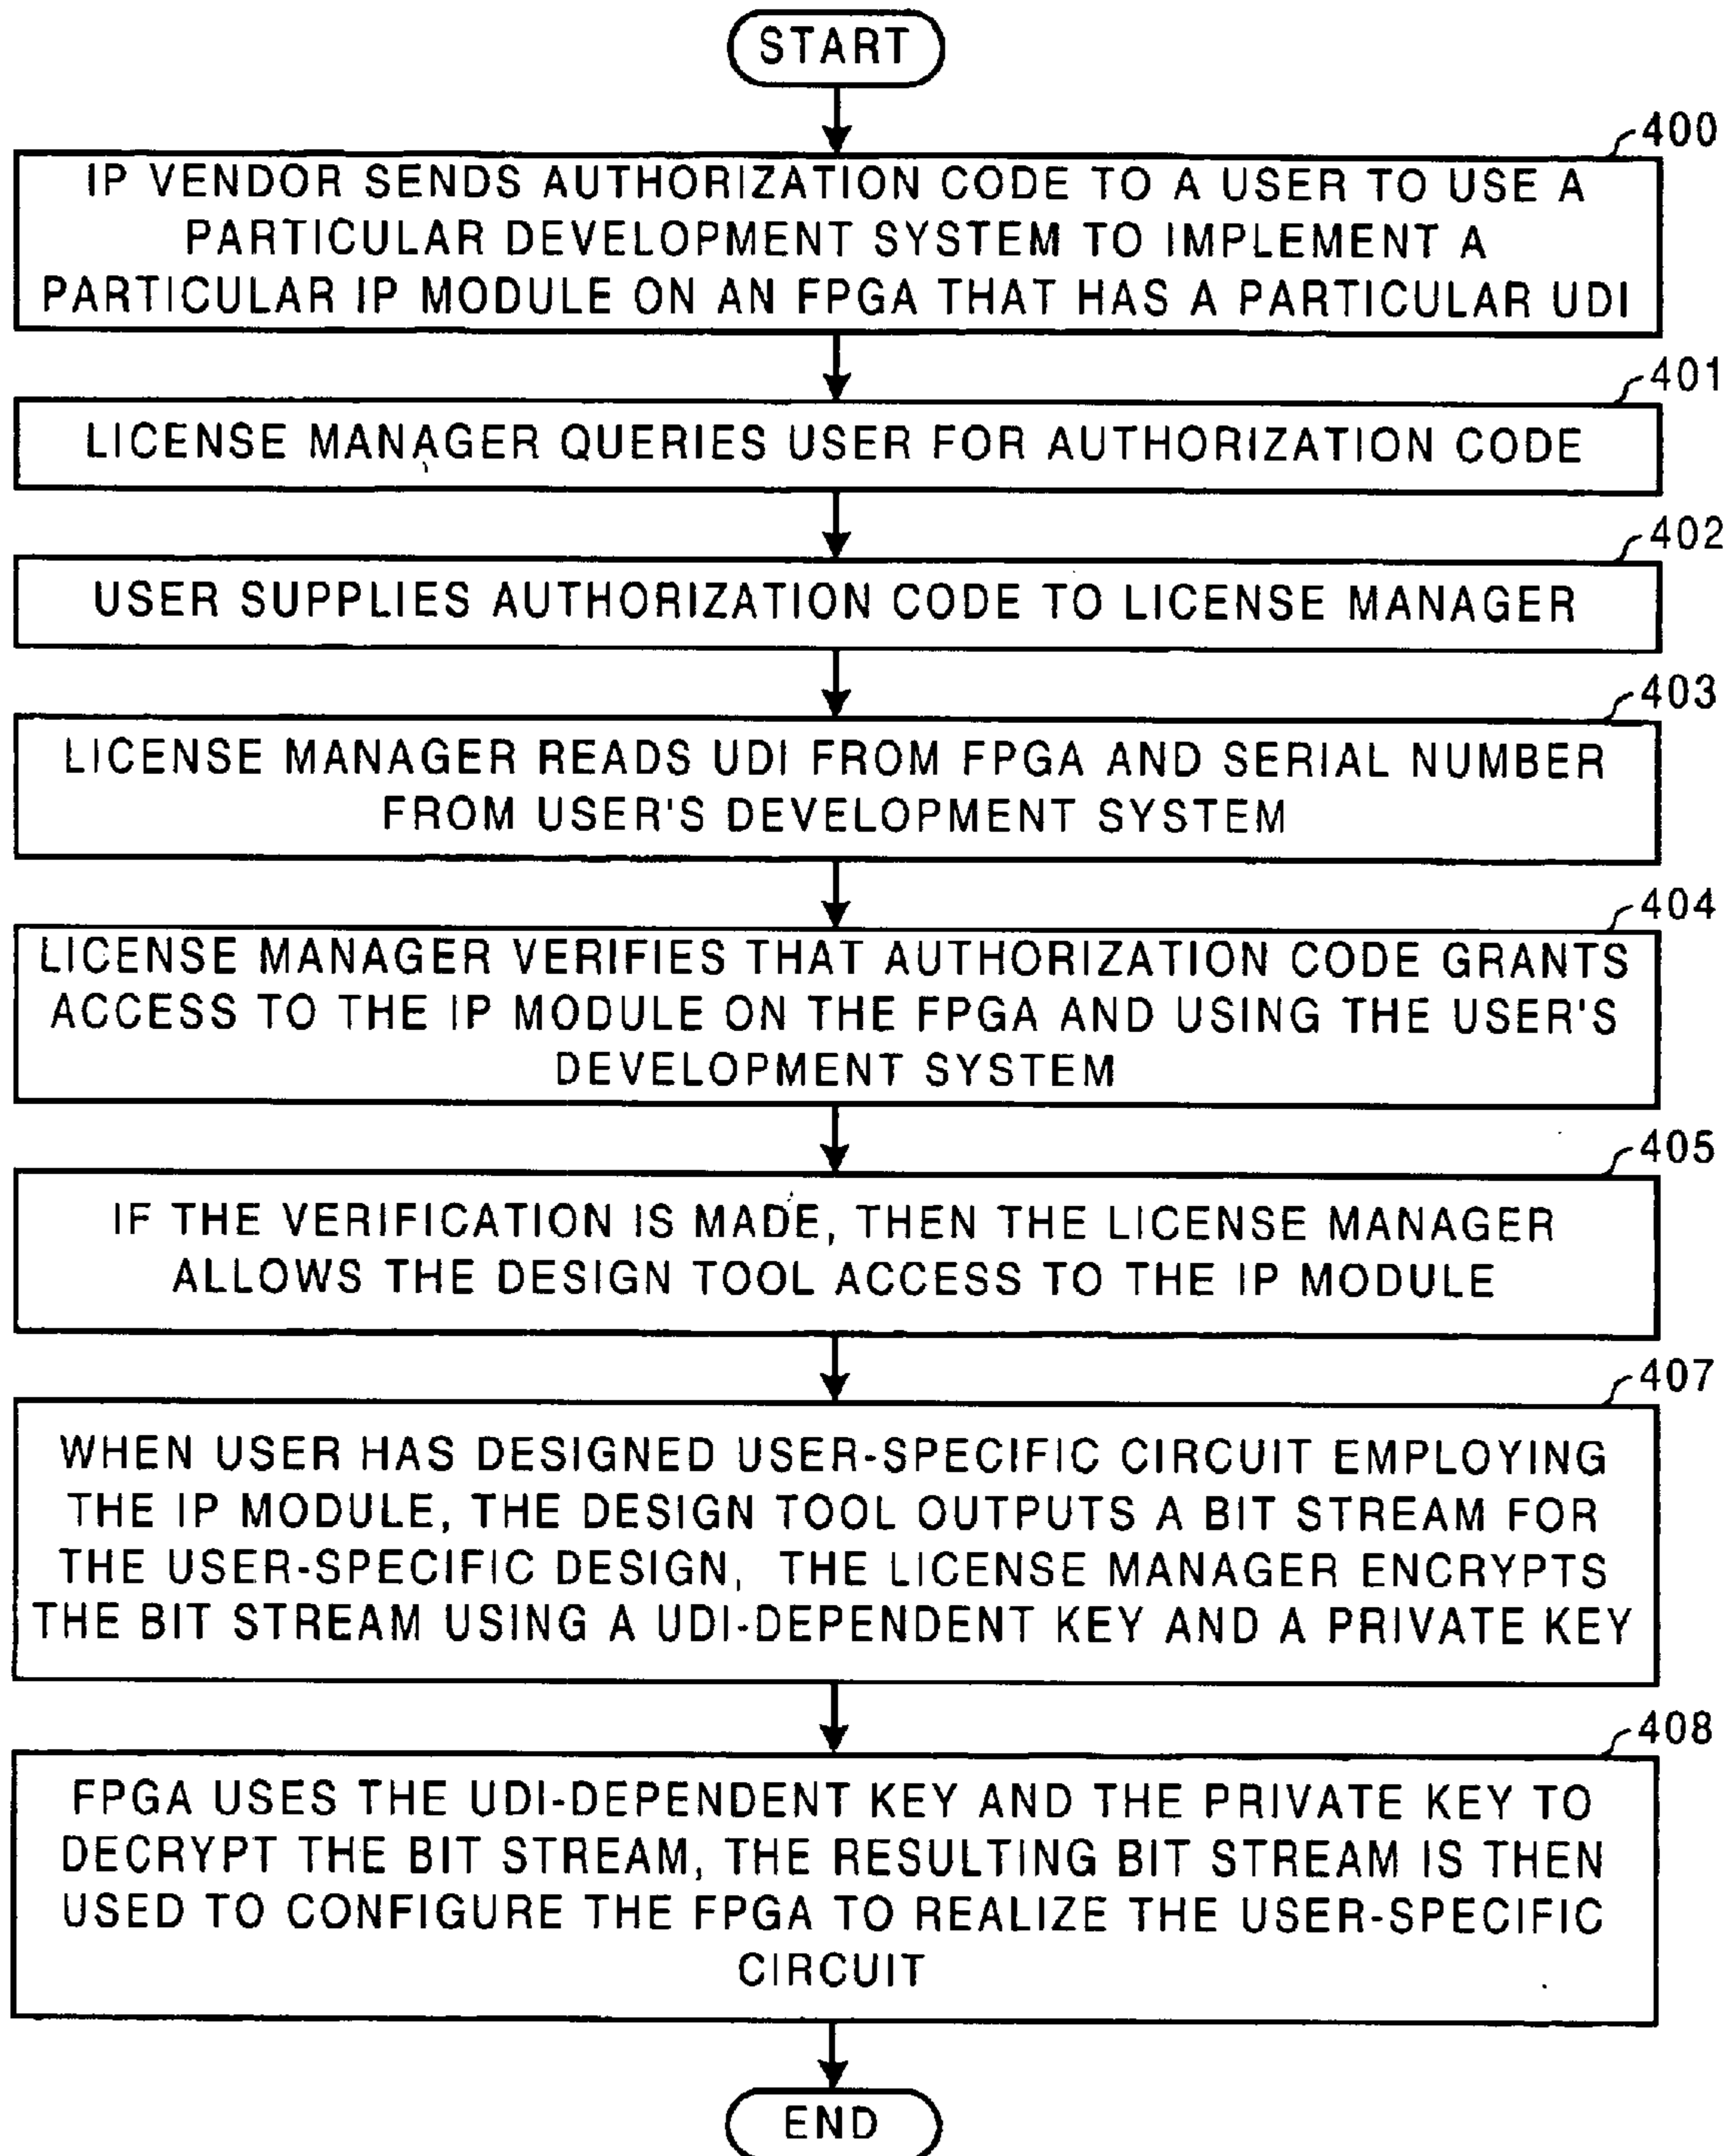 START
400
IP VENDOR SENDS AUTHORIZATION CODE TO A USER TO USE A
PARTICULAR DEVELOPMENT SYSTEM TO IMPLEMENT A
PARTICULAR IP MODULE ON AN FPGA THAT HAS A PARTICULAR UDI
401
LICENSE MANAGER QUERIES USER FOR AUTHORIZATION CODE
402
USER SUPPLIES AUTHORIZATION CODE TO LICENSE MANAGER
403
LICENSE MANAGER READS UDI FROM FPGA AND SERIAL NUMBER
FROM USER'S DEVELOPMENT SYSTEM
404
LICENSE MANAGER VERIFIES THAT AUTHORIZATION CODE GRANTS
ACCESS TO THE IP MODULE ON THE FPGA AND USING THE USER'S
DEVELOPMENT SYSTEM
405
IF THE VERIFICATION IS MADE, THEN THE LICENSE MANAGER
ALLOWS THE DESIGN TOOL ACCESS TO THE IP MODULE
407
WHEN USER HAS DESIGNED USER-SPECIFIC CIRCUIT EMPLOYING
THE IP MODULE, THE DESIGN TOOL OUTPUTS A BIT STREAM FOR
THE USER-SPECIFIC DESIGN, THE LICENSE MANAGER ENCRYPTS
THE BIT STREAM USING A UDI-DEPENDENT KEY AND A PRIVATE KEY
408
FPGA USES THE UDI-DEPENDENT KEY AND THE PRIVATE KEY TO
DECRYPT THE BIT STREAM, THE RESULTING BIT STREAM IS THEN
USED TO CONFIGURE THE FPGA TO REALIZE THE USER-SPECIFIC
CIRCUIT
END